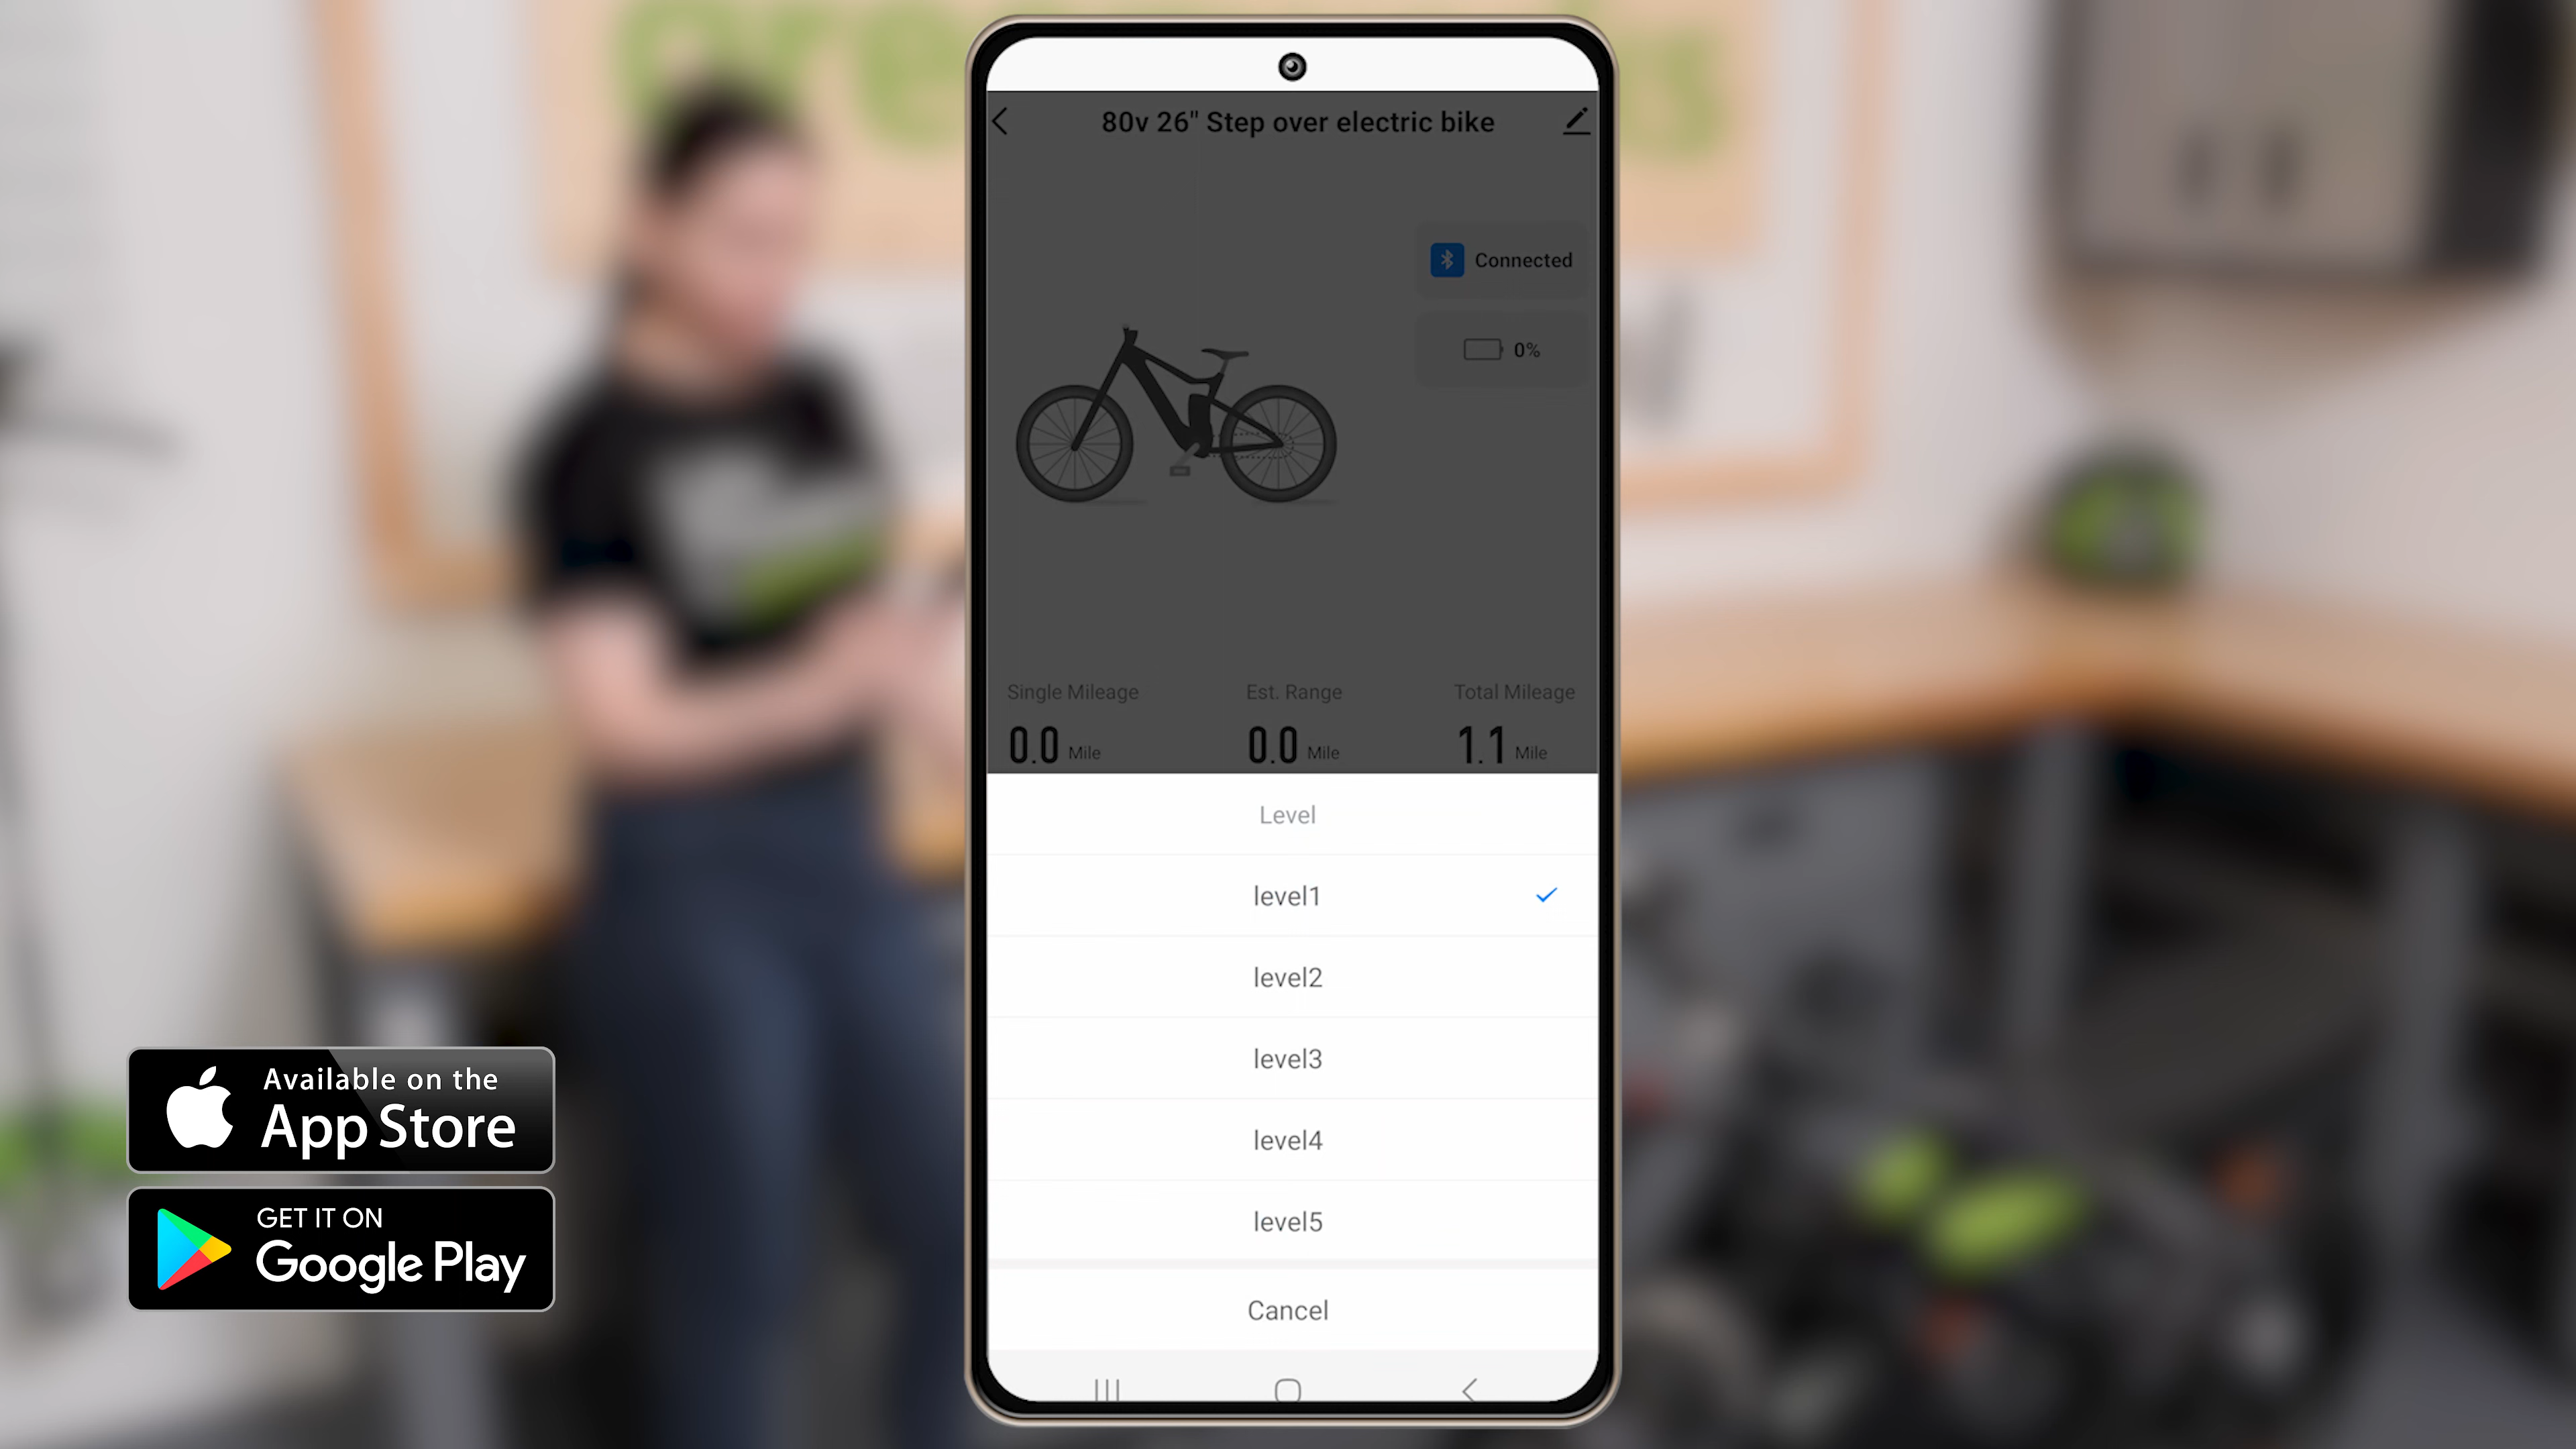 80v 26" Step over electric bike
Connected
0%
Single Mileage
Est. Range
Total Mileage
0.0 Mile
0.0 Mile
1.1 Mile
Level
level1
level2
level3
level4
level5
Cancel
Available on the
App Store
GET IT ON
Google Play